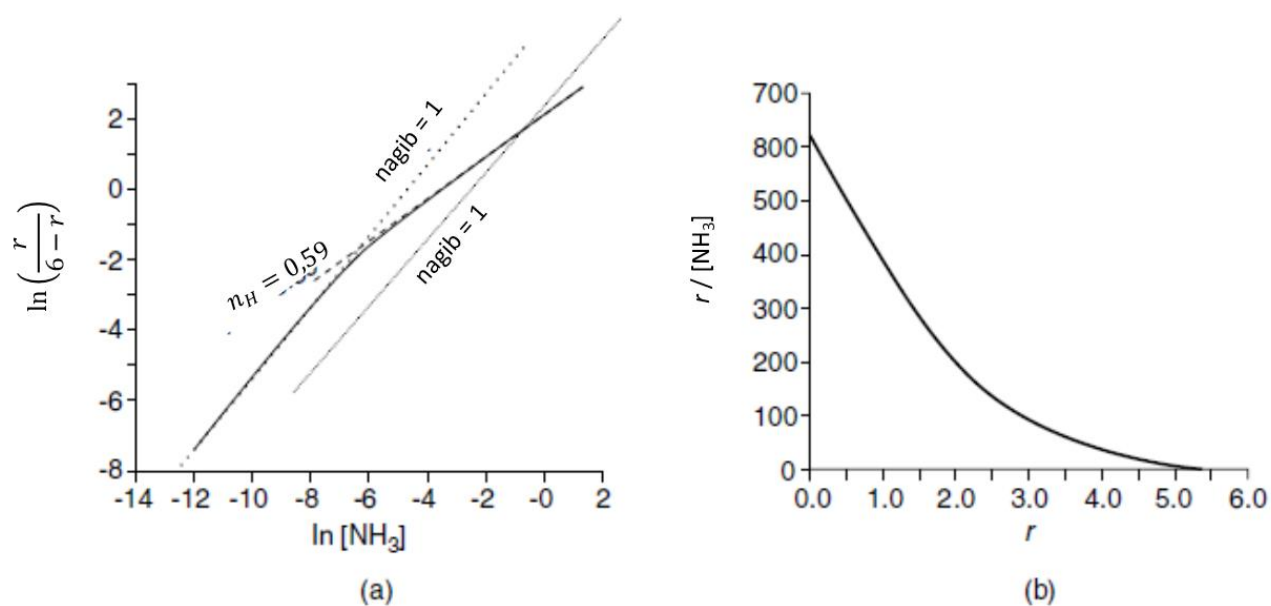 ln (r / 6 − r)
2
0
-2
-4
-6
-8
-14 -12 -10 -8 -6 -4 -2 -0 2
ln [NH₃]
(a)
nagib = 1
n_H = 0,59
nagib = 1
r / [NH₃]
700
800
500
400
300
200
100
0
0.0 1.0 2.0 3.0 4.0 5.0 6.0
r
(b)